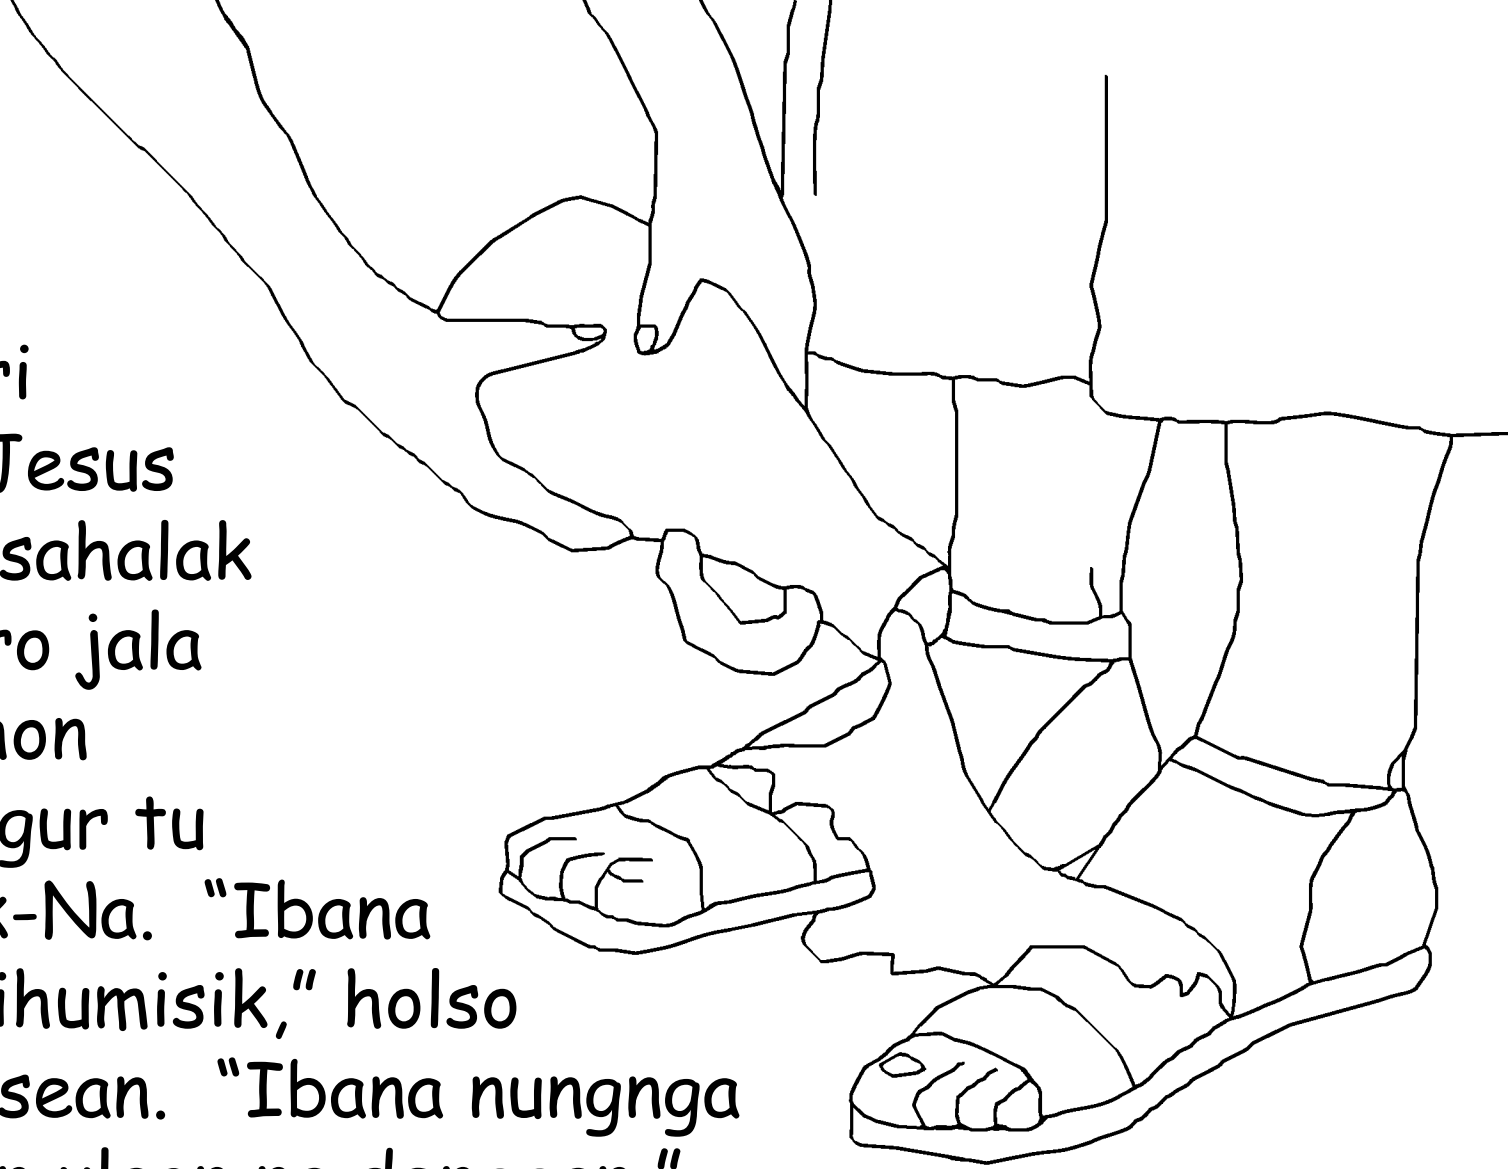 ri
Jesus
sahalak
ro jala
non
gur tu
k-Na. “Ibana
ihumisik,” holso
sean. “Ibana nungnga